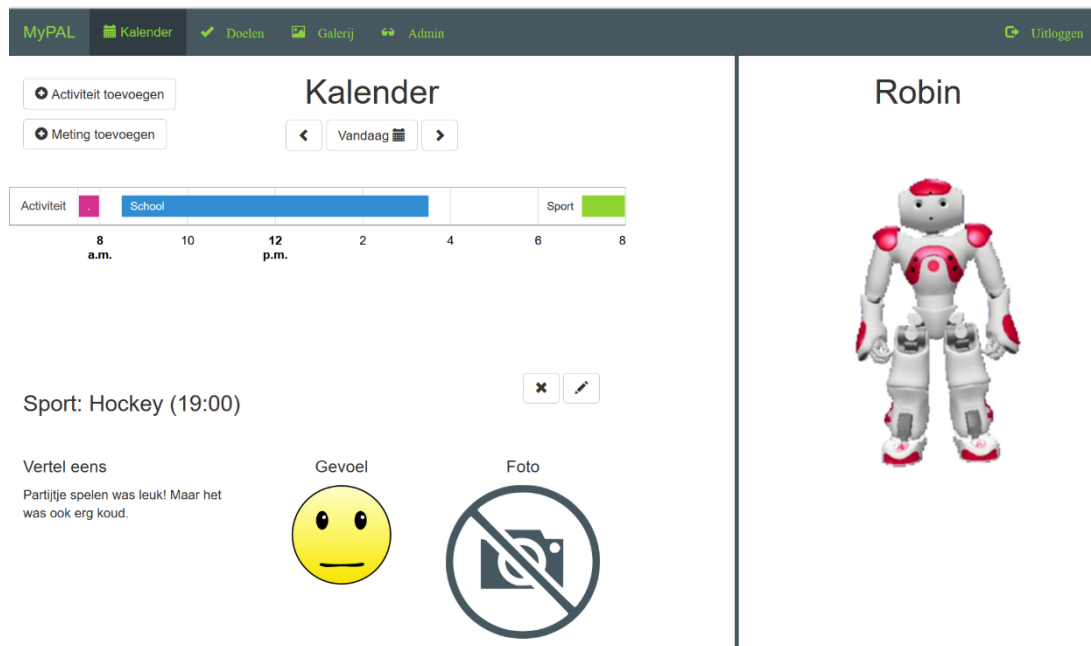 MyPAL Kalender Doelen Galerij Admin Uitloggen
Activiteit toevoegen
Kalender
Robin
Meting toevoegen
Vandaag
Activiteit . School Sport
8 10 12 2 4 6 8
a.m. p.m.
Sport: Hockey (19:00)
Vertel eens Gevoel Foto
Partijtje spelen was leuk! Maar het
was ook erg koud.